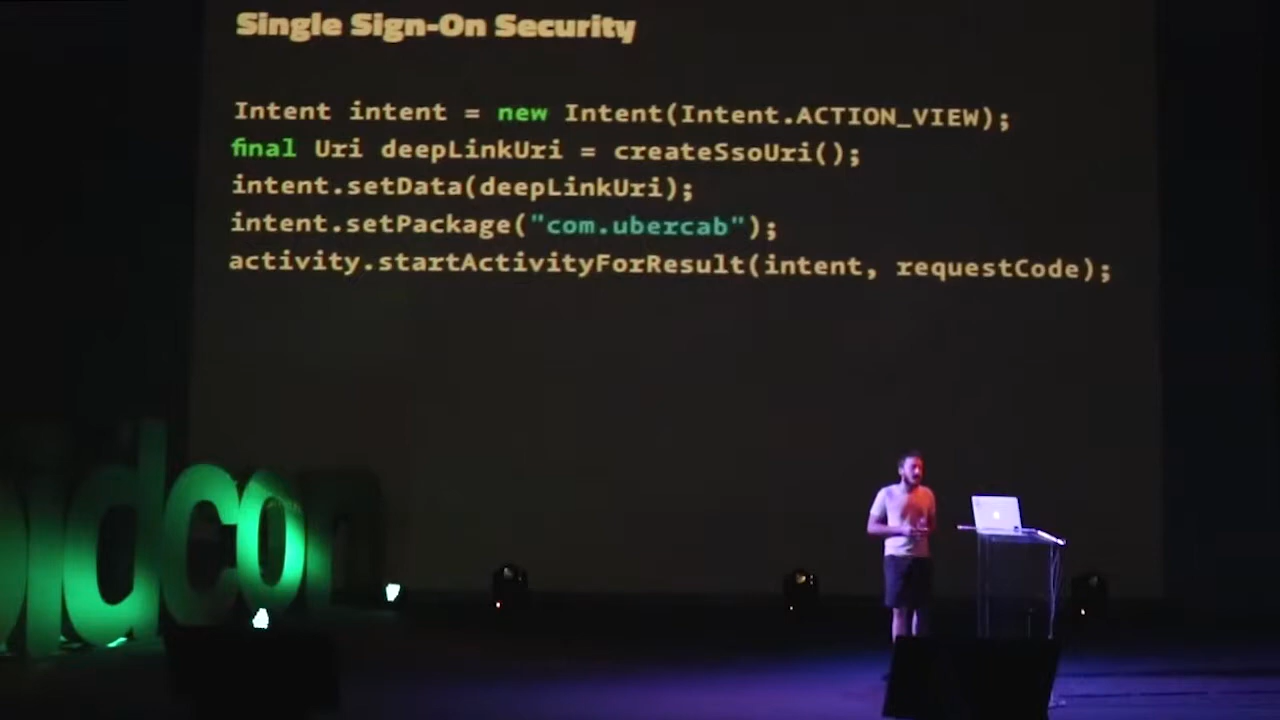 Single Sign-On Security
Intent intent = new Intent(Intent.ACTION_VIEW);
final Uri deepLinkUri = createSsoUri();
intent.setData(deepLinkUri);
intent.setPackage("com.ubercab");
activity.startActivityForResult(intent, requestCode);
oidcon